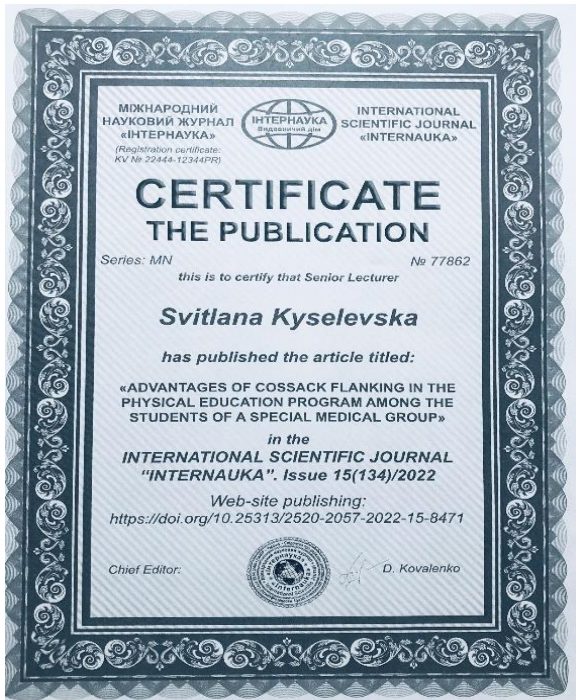 МІЖНАРОДНИЙ
НАУКОВИЙ ЖУРНАЛ
«ІНТЕРНАУКА»
(Registration certificate:
KV № 22444-12344PR)
ІНТЕРНАУКА
Видавничий дім
INTERNATIONAL
SCIENTIFIC JOURNAL
«INTERNAUKA»
CERTIFICATE
THE PUBLICATION
Series: MN
№ 77862
this is to certify that Senior Lecturer
Svitlana Kyselevska
has published the article titled:
«ADVANTAGES OF COSSACK FLANKING IN THE
PHYSICAL EDUCATION PROGRAM AMONG THE
STUDENTS OF A SPECIAL MEDICAL GROUP»
in the
INTERNATIONAL SCIENTIFIC JOURNAL
“INTERNAUKA”. Issue 15(134)/2022
Web-site publishing:
https://doi.org/10.25313/2520-2057-2022-15-8471
Chief Editor:
D. Kovalenko